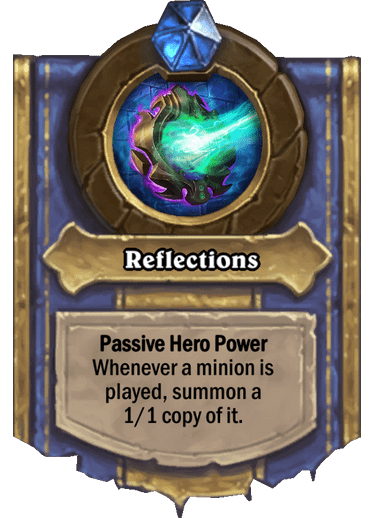 Reflections
Passive Hero Power
Whenever a minion is
played, summon a
1/1 copy of it.